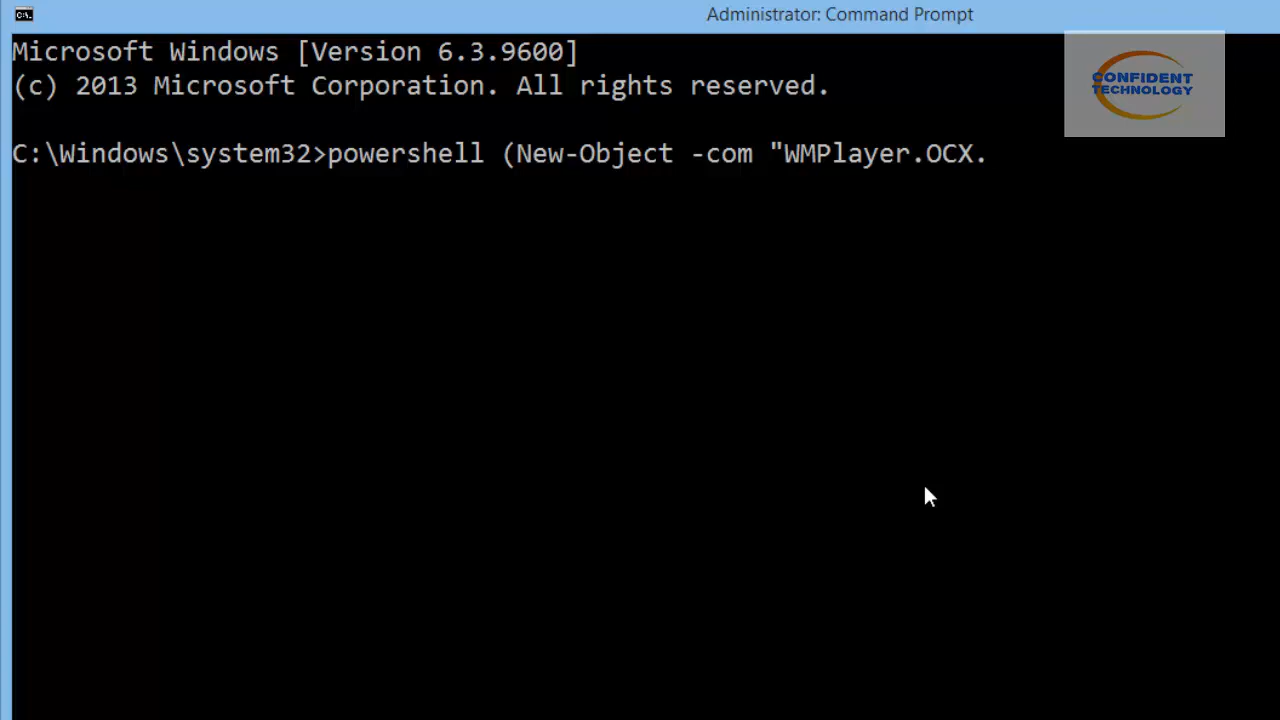 Administrator: Command Prompt
Microsoft Windows [Version 6.3.9600]
(c) 2013 Microsoft Corporation. All rights reserved.
CONFIDENT
TECHNOLOGY
C:\Windows\system32>powershell (New-Object -com "WMPlayer.OCX.